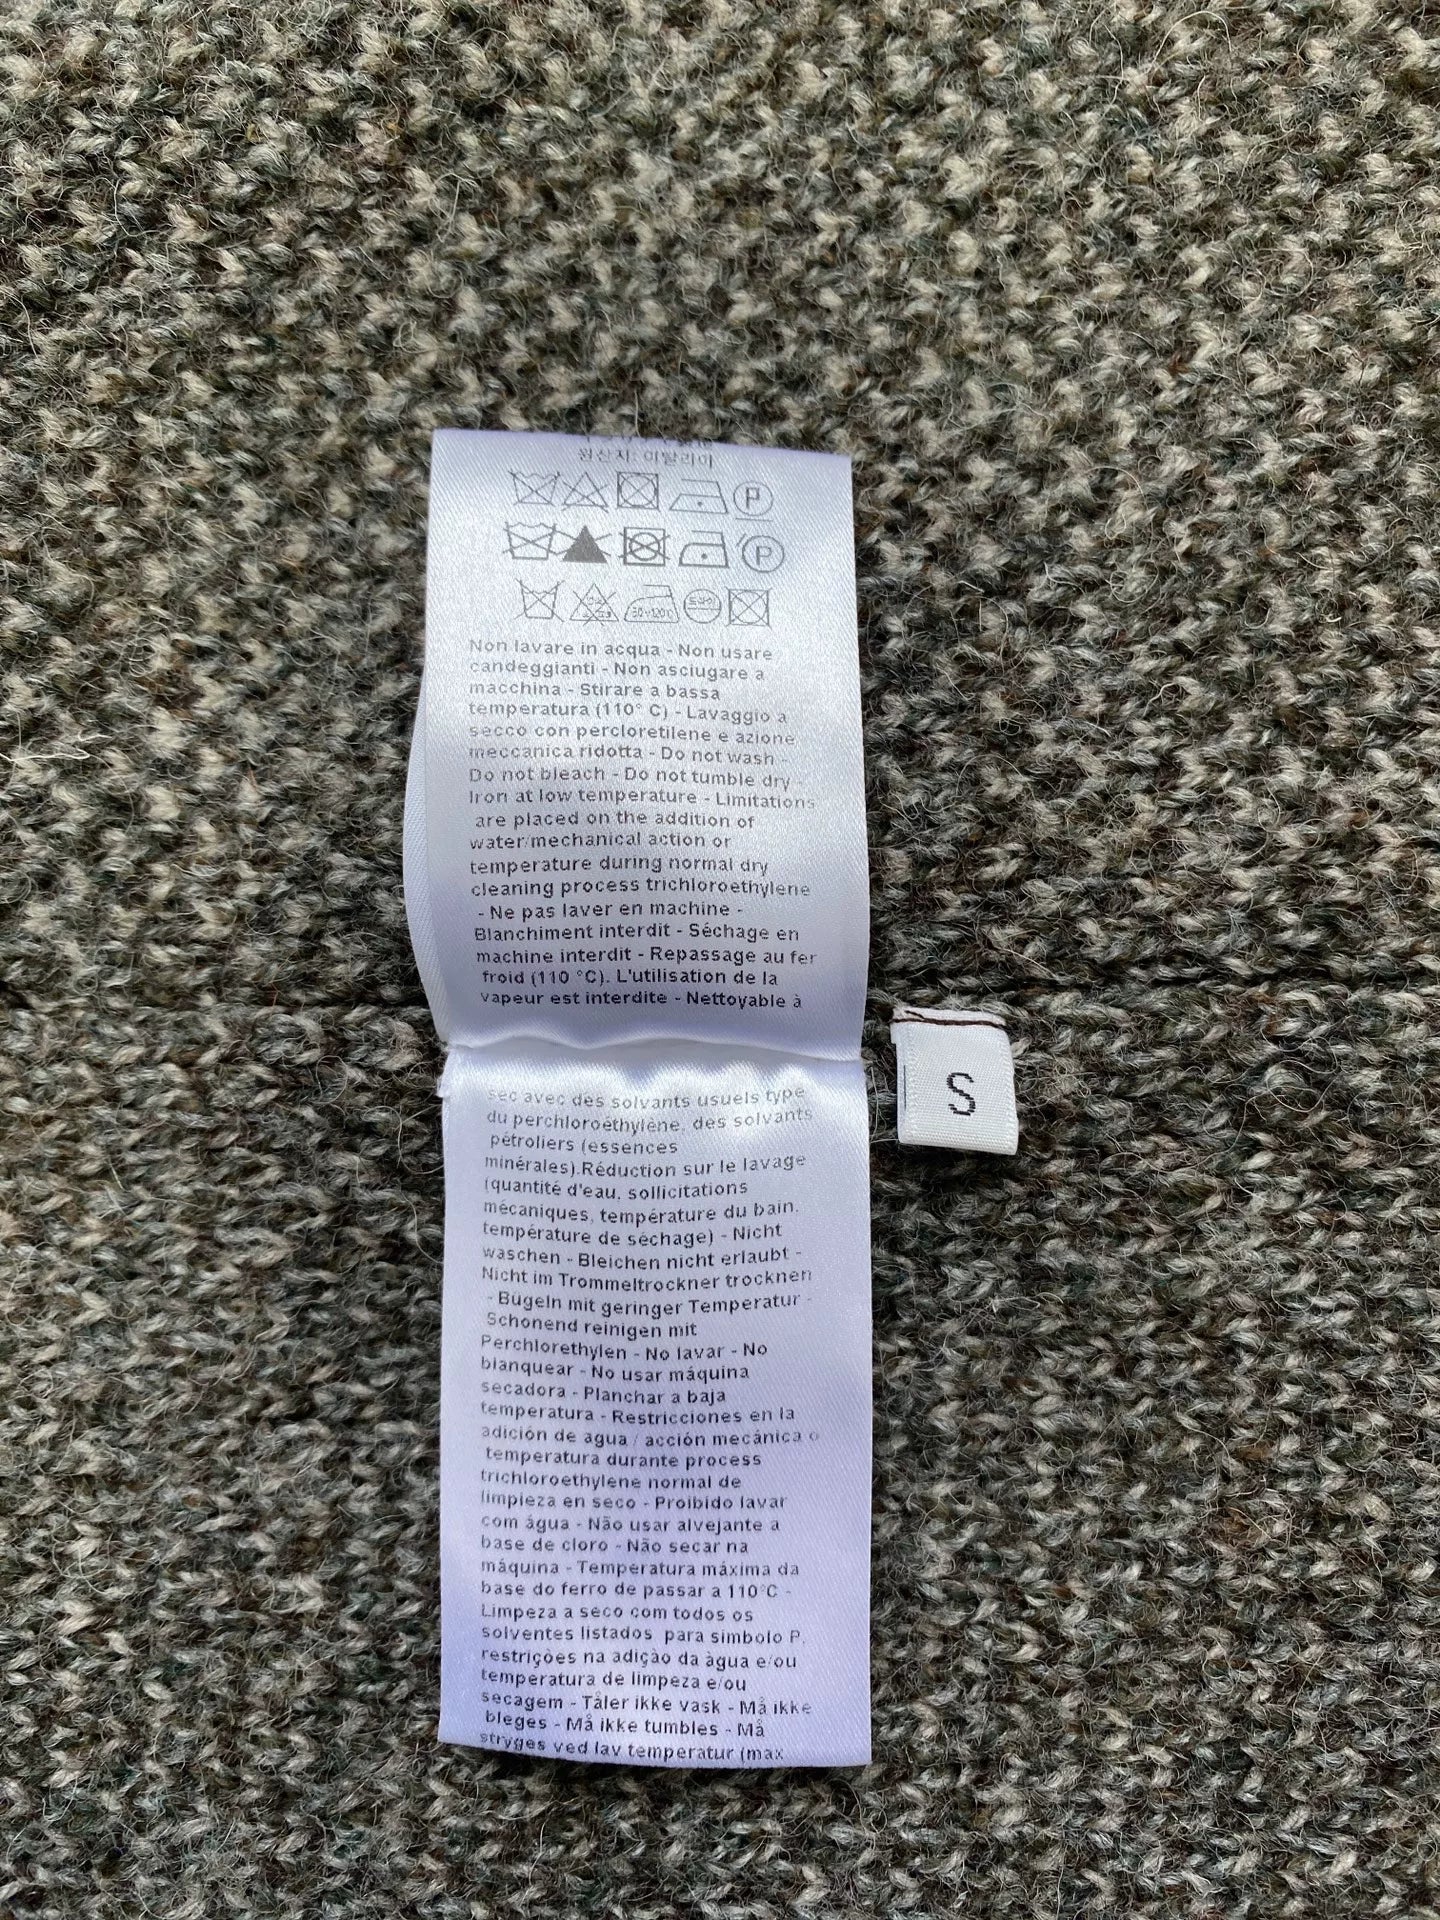 원산지: 이탈리아
P
P
Non lavare in acqua - Non usare
candeggianti - Non asciugare a
macchina - Stirare a bassa
temperatura (110° C) - Lavaggio a
secco con percloretilene e azione
meccanica ridotta - Do not wash -
Do not bleach - Do not tumble dry -
Iron at low temperature - Limitations
are placed on the addition of
water/mechanical action or
temperature during normal dry
cleaning process trichloroethylene
- Ne pas laver en machine -
Blanchiment interdit - Séchage en
machine interdit - Repassage au fer
froid (110 °C). L'utilisation de la
vapeur est interdite - Nettoyable à
S
sec avec des solvants usuels type
du perchloroéthylène, des solvants
pétroliers (essences
minérales).Réduction sur le lavage
(quantité d'eau, sollicitations
mécaniques, température du bain.
température de séchage) - Nicht
waschen - Bleichen nicht erlaubt -
Nicht im Trommeltrockner trocknen
- Bügeln mit geringer Temperatur -
Schonend reinigen mit
Perchlorethylen - No lavar - No
blanquear - No usar máquina
secadora - Planchar a baja
temperatura - Restricciones en la
adición de agua / acción mecánica o
temperatura durante process
trichloroethylene normal de
limpieza en seco - Proibido lavar
com água - Não usar alvejante a
base de cloro - Não secar na
máquina - Temperatura máxima da
base do ferro de passar a 110°C -
Limpeza a seco com todos os
solventes listados para simbolo P,
restrições na adição da àgua e/ou
temperatura de limpeza e/ou
secagem - Tåler ikke vask - Må ikke
bleges - Må ikke tumbles - Må
stryges ved lav temperatur (max